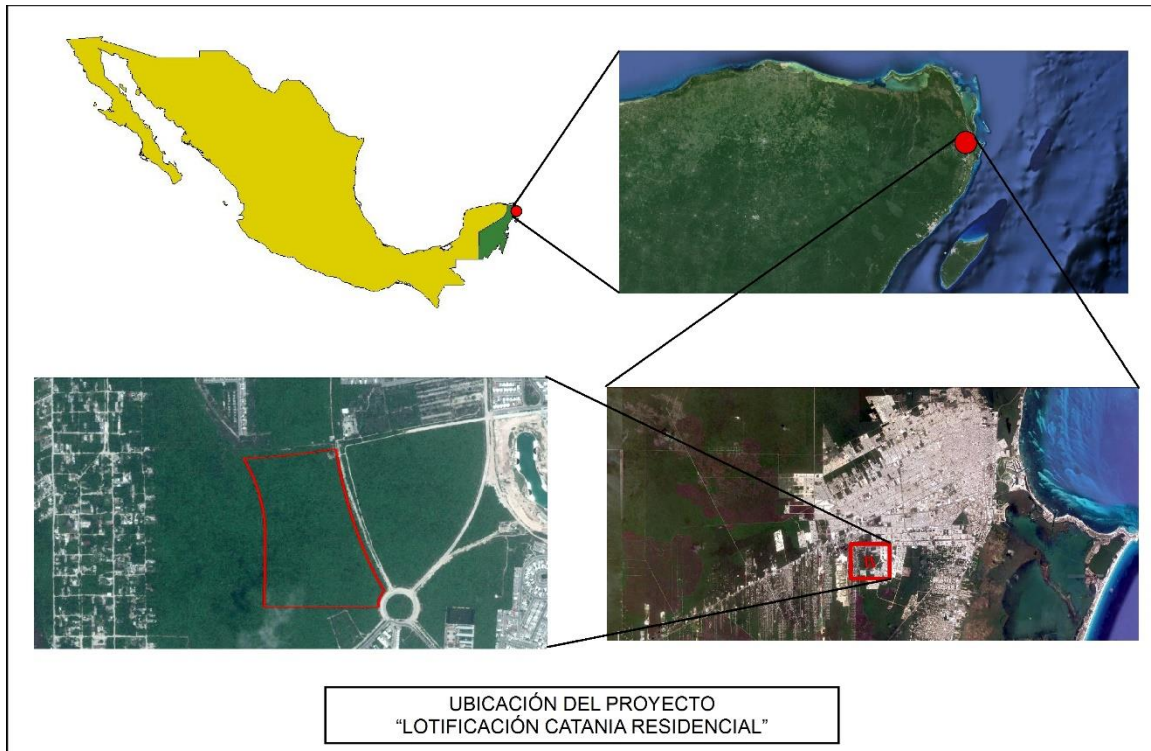 UBICACIÓN DEL PROYECTO
“LOTIFICACIÓN CATANIA RESIDENCIAL”